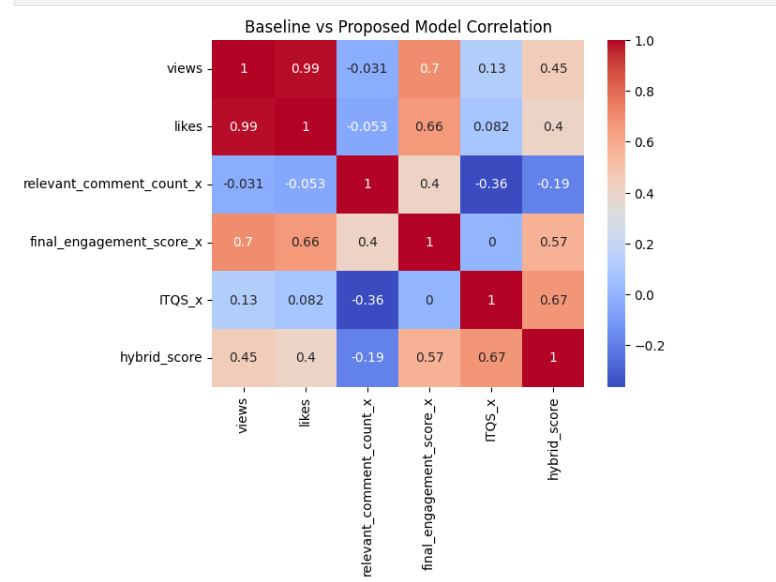 Baseline vs Proposed Model Correlation
views 1 0.99 -0.031 0.7 0.13 0.45
likes 0.99 1 -0.053 0.66 0.082 0.4
relevant_comment_count_x -0.031 -0.053 1 0.4 -0.36 -0.19
final_engagement_score_x 0.7 0.66 0.4 1 0 0.57
ITQS_x 0.13 0.082 -0.36 0 1 0.67
hybrid_score 0.45 0.4 -0.19 0.57 0.67 1
views
likes
relevant_comment_count_x
final_engagement_score_x
ITQS_x
hybrid_score
1.0
0.8
0.6
0.4
0.2
0.0
−0.2